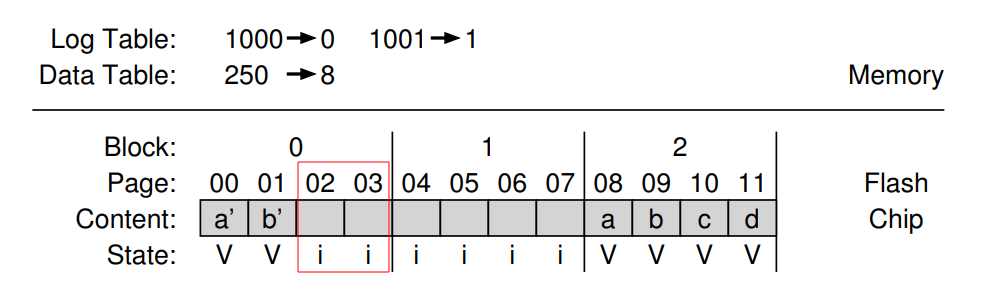 Log Table: 1000→0 1001→1
Data Table: 250 →8 Memory
Block: 0 1 2
Page: 00 01 02 03 04 05 06 07 08 09 10 11 Flash
Content: a’ b’ a b c d Chip
State: V V i i i i i i V V V V